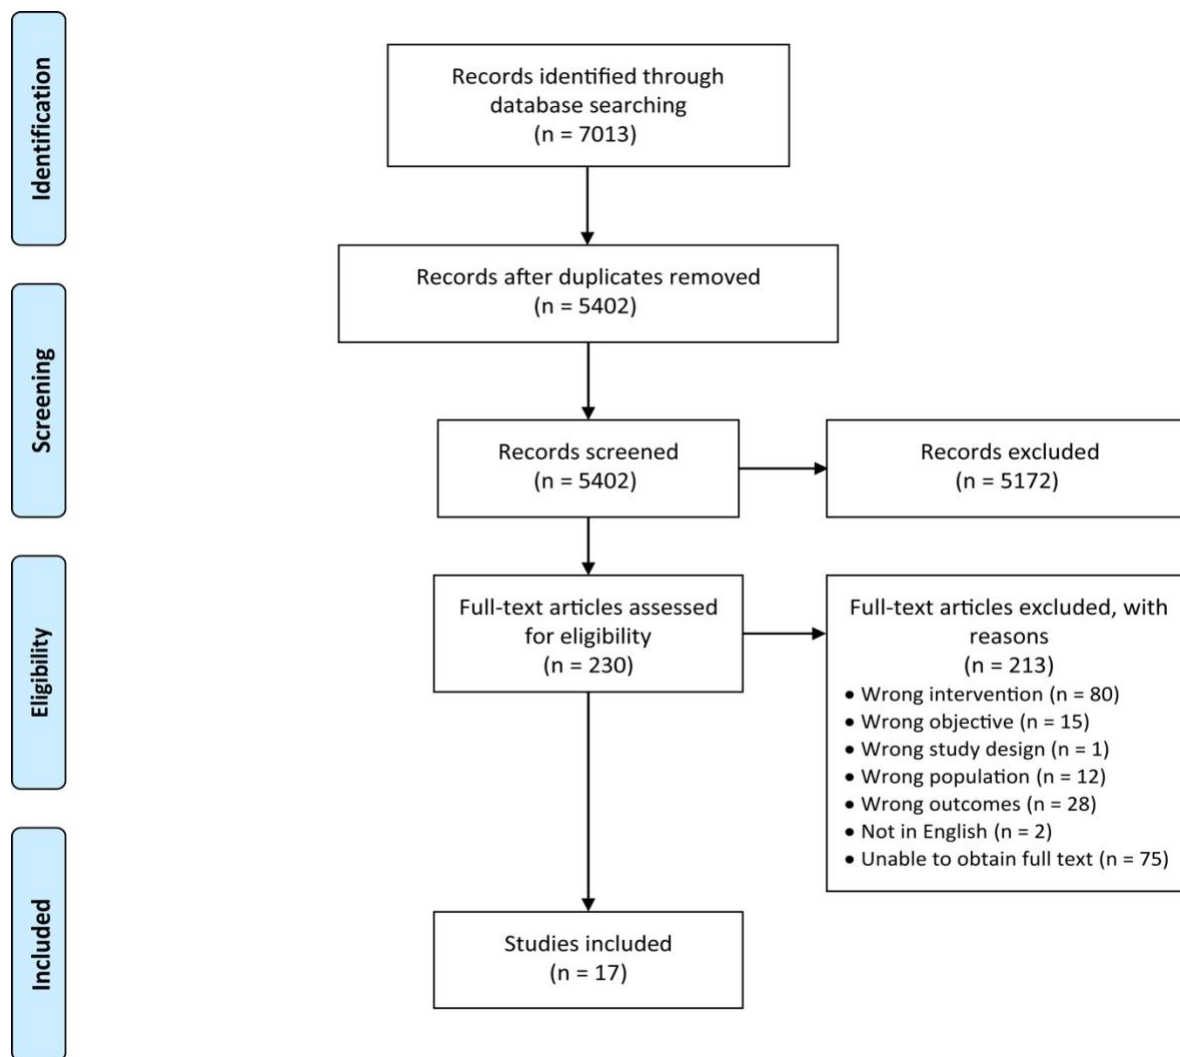 Identification
Records identified through
database searching
(n = 7013)
Records after duplicates removed
(n = 5402)
Screening
Records screened
(n = 5402)
Records excluded
(n = 5172)
Eligibility
Full-text articles assessed
for eligibility
(n = 230)
Full-text articles excluded, with
reasons
(n = 213)
• Wrong intervention (n = 80)
• Wrong objective (n = 15)
• Wrong study design (n = 1)
• Wrong population (n = 12)
• Wrong outcomes (n = 28)
• Not in English (n = 2)
• Unable to obtain full text (n = 75)
Included
Studies included
(n = 17)